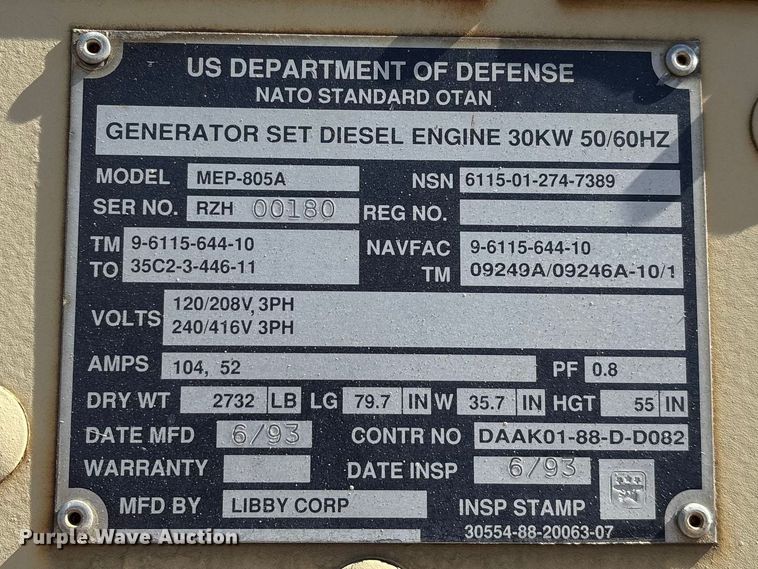 US DEPARTMENT OF DEFENSE
NATO STANDARD OTAN
GENERATOR SET DIESEL ENGINE 30KW 50/60HZ
MODEL MEP-805A NSN 6115-01-274-7389
SER NO. RZH 00180 REG NO.
TM 9-6115-644-10 NAVFAC 9-6115-644-10
TO 35C2-3-446-11 TM 09249A/09246A-10/1
VOLTS 120/208V, 3PH
240/416V 3PH
AMPS 104, 52 PF 0.8
DRY WT 2732 LB LG 79.7 IN W 35.7 IN HGT 55 IN
DATE MFD 6/93 CONTR NO DAAK01-88-D-D082
WARRANTY DATE INSP 6/93
MFD BY LIBBY CORP INSP STAMP
30554-88-20063-07
Purple Wave Auction